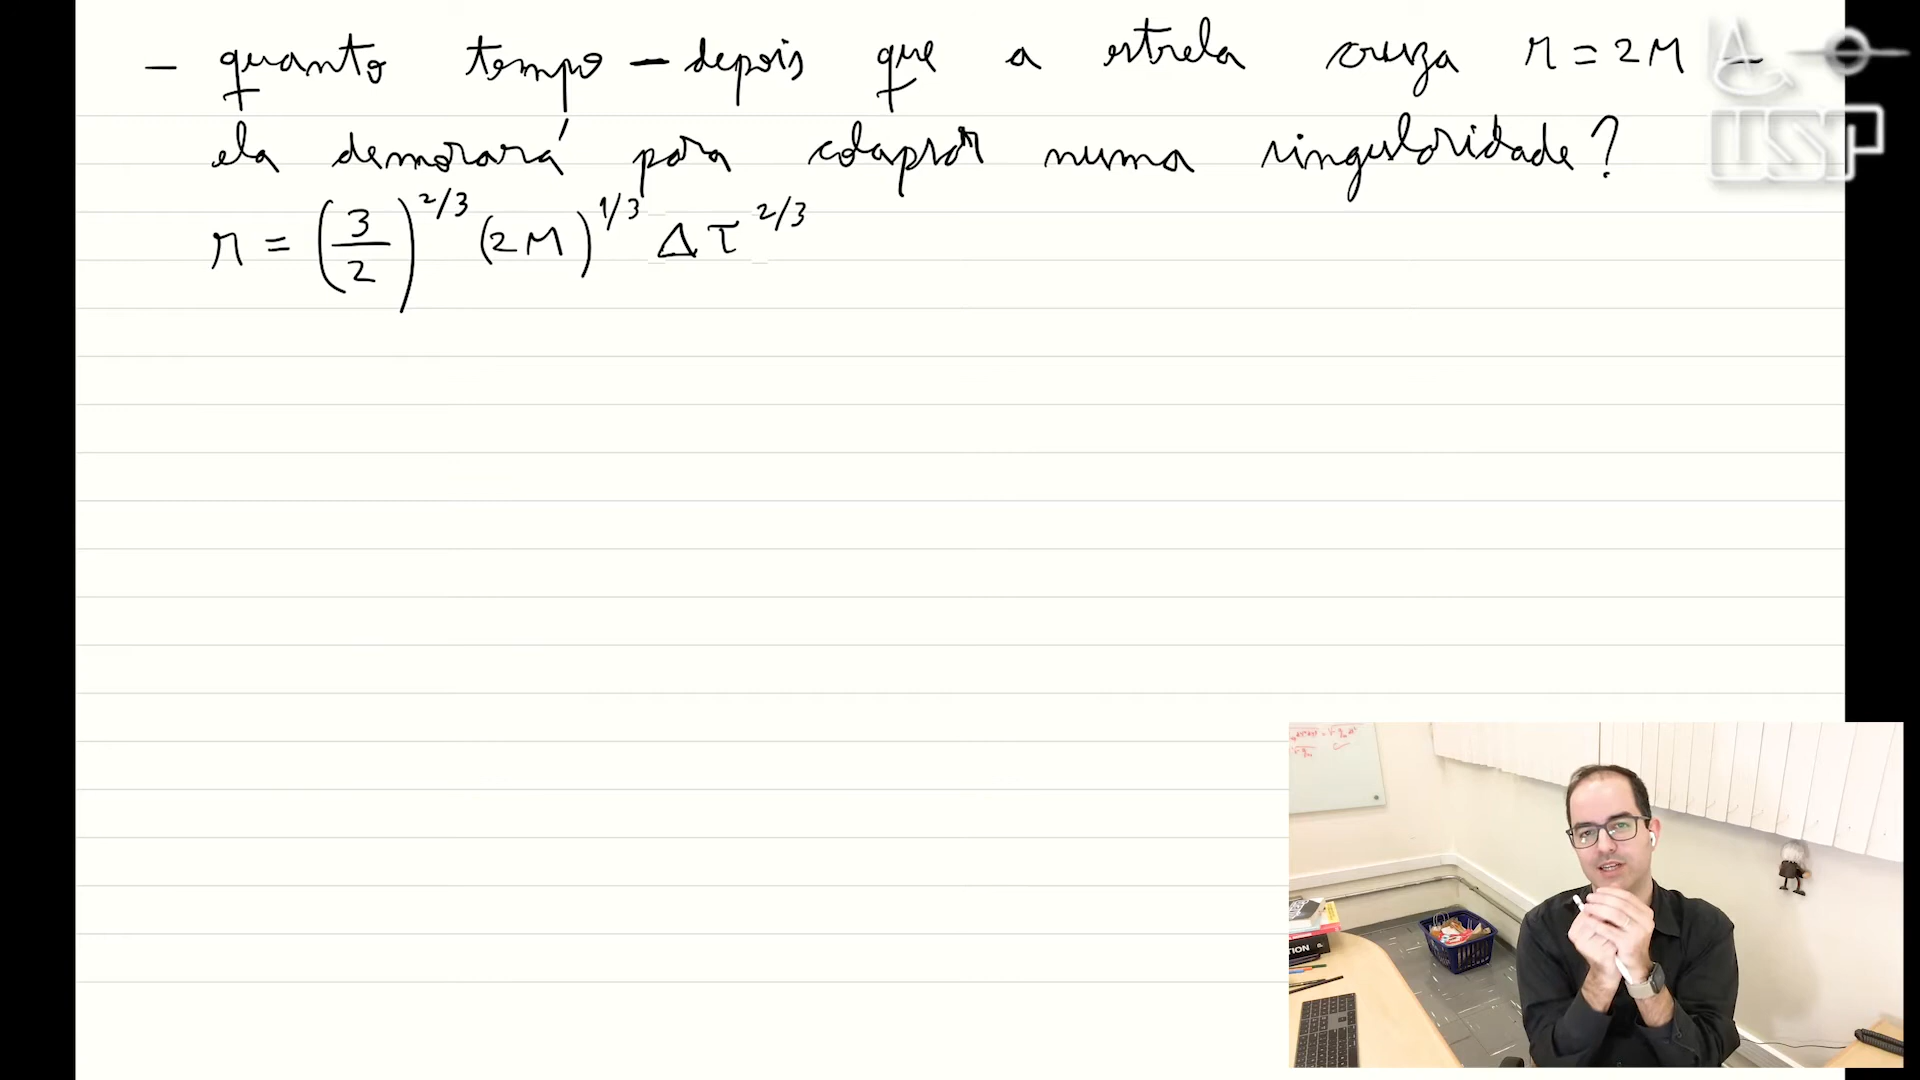 - quanto tempo - depois que a estrela cruza r = 2M -
ela demorará para colapsar numa singularidade?
r = (3/2)^{2/3} (2M)^{1/3} Δτ^{2/3}
USP